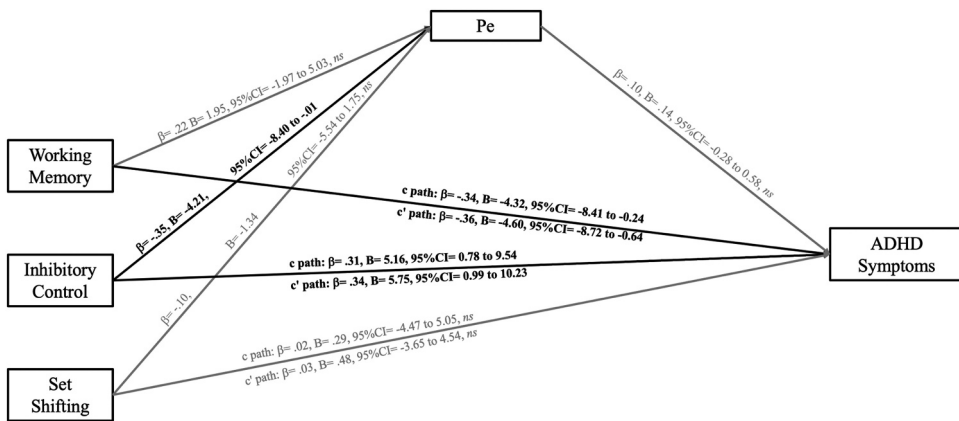 Pe
β= .22 B= 1.95, 95%CI= -1.97 to 5.03, ns
β= .10, B= .14, 95%CI= -0.28 to 0.58, ns
Working
Memory
β= -.35, B= -4.21, 95%CI= -8.40 to -.01
β= -.10, B= -1.34 95%CI= -5.54 to 1.75, ns
c path: β= -.34, B= -4.32, 95%CI= -8.41 to -0.24
c' path: β= -.36, B= -4.60, 95%CI= -8.72 to -0.64
ADHD
Symptoms
Inhibitory
Control
c path: β= .31, B= 5.16, 95%CI= 0.78 to 9.54
c' path: β= .34, B= 5.75, 95%CI= 0.99 to 10.23
c path: β= .02, B= .29, 95%CI= -4.47 to 5.05, ns
c' path: β= .03, B= .48, 95%CI= -3.65 to 4.54, ns
Set
Shifting